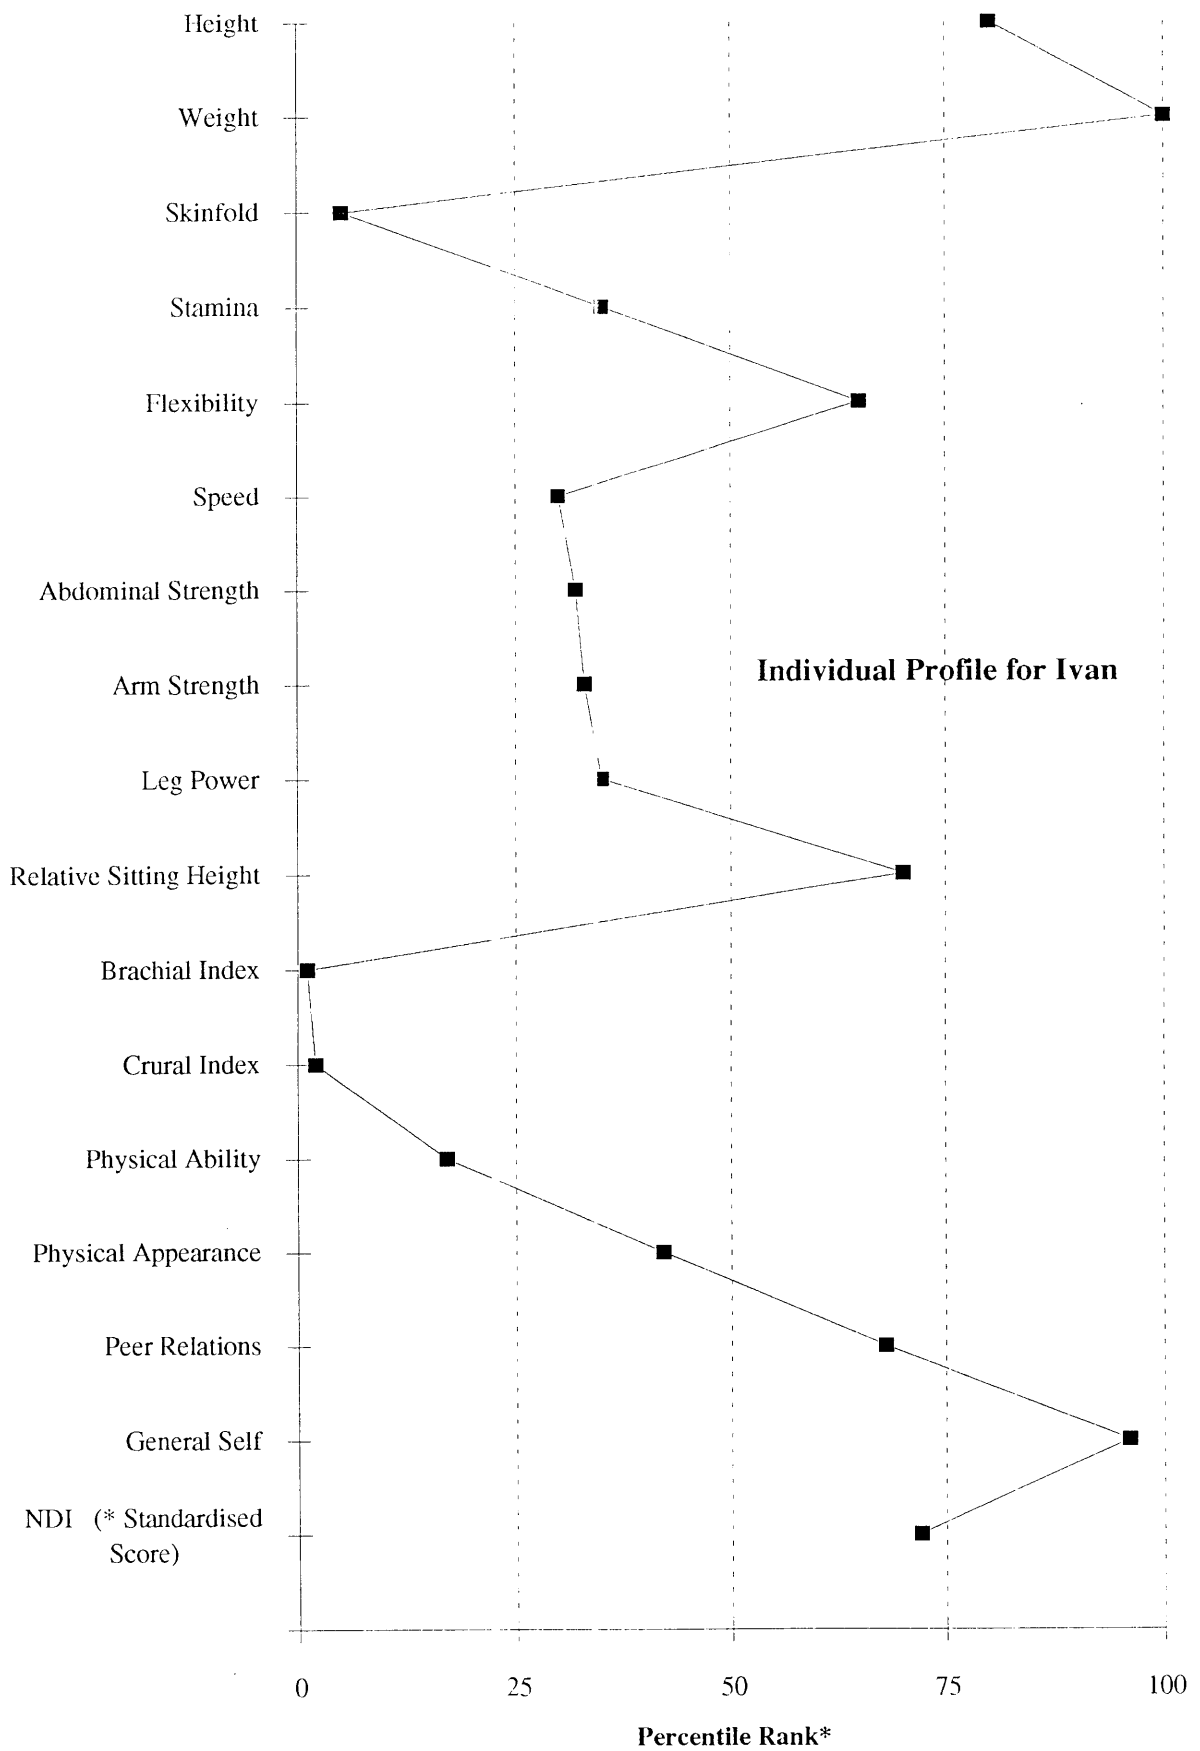 Height
Weight
Skinfold
Stamina
Flexibility
Speed
Abdominal Strength
Individual Profile for Ivan
Arm Strength
Leg Power
Relative Sitting Height
Brachial Index
Crural Index
Physical Ability
Physical Appearance
Peer Relations
General Self
NDI (* Standardised
Score)
0 25 50 75 100
Percentile Rank*